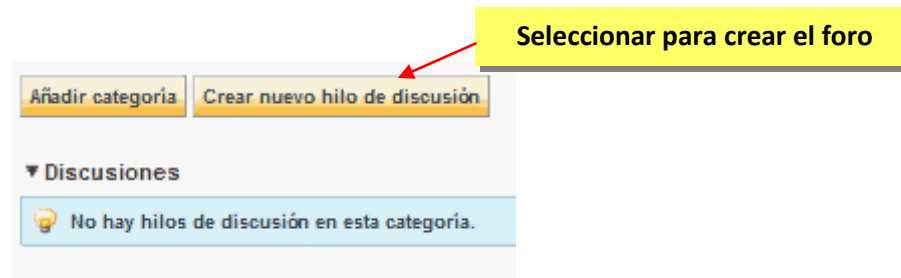 Seleccionar para crear el foro
Añadir categoría Crear nuevo hilo de discusión
Discusiones
No hay hilos de discusión en esta categoría.